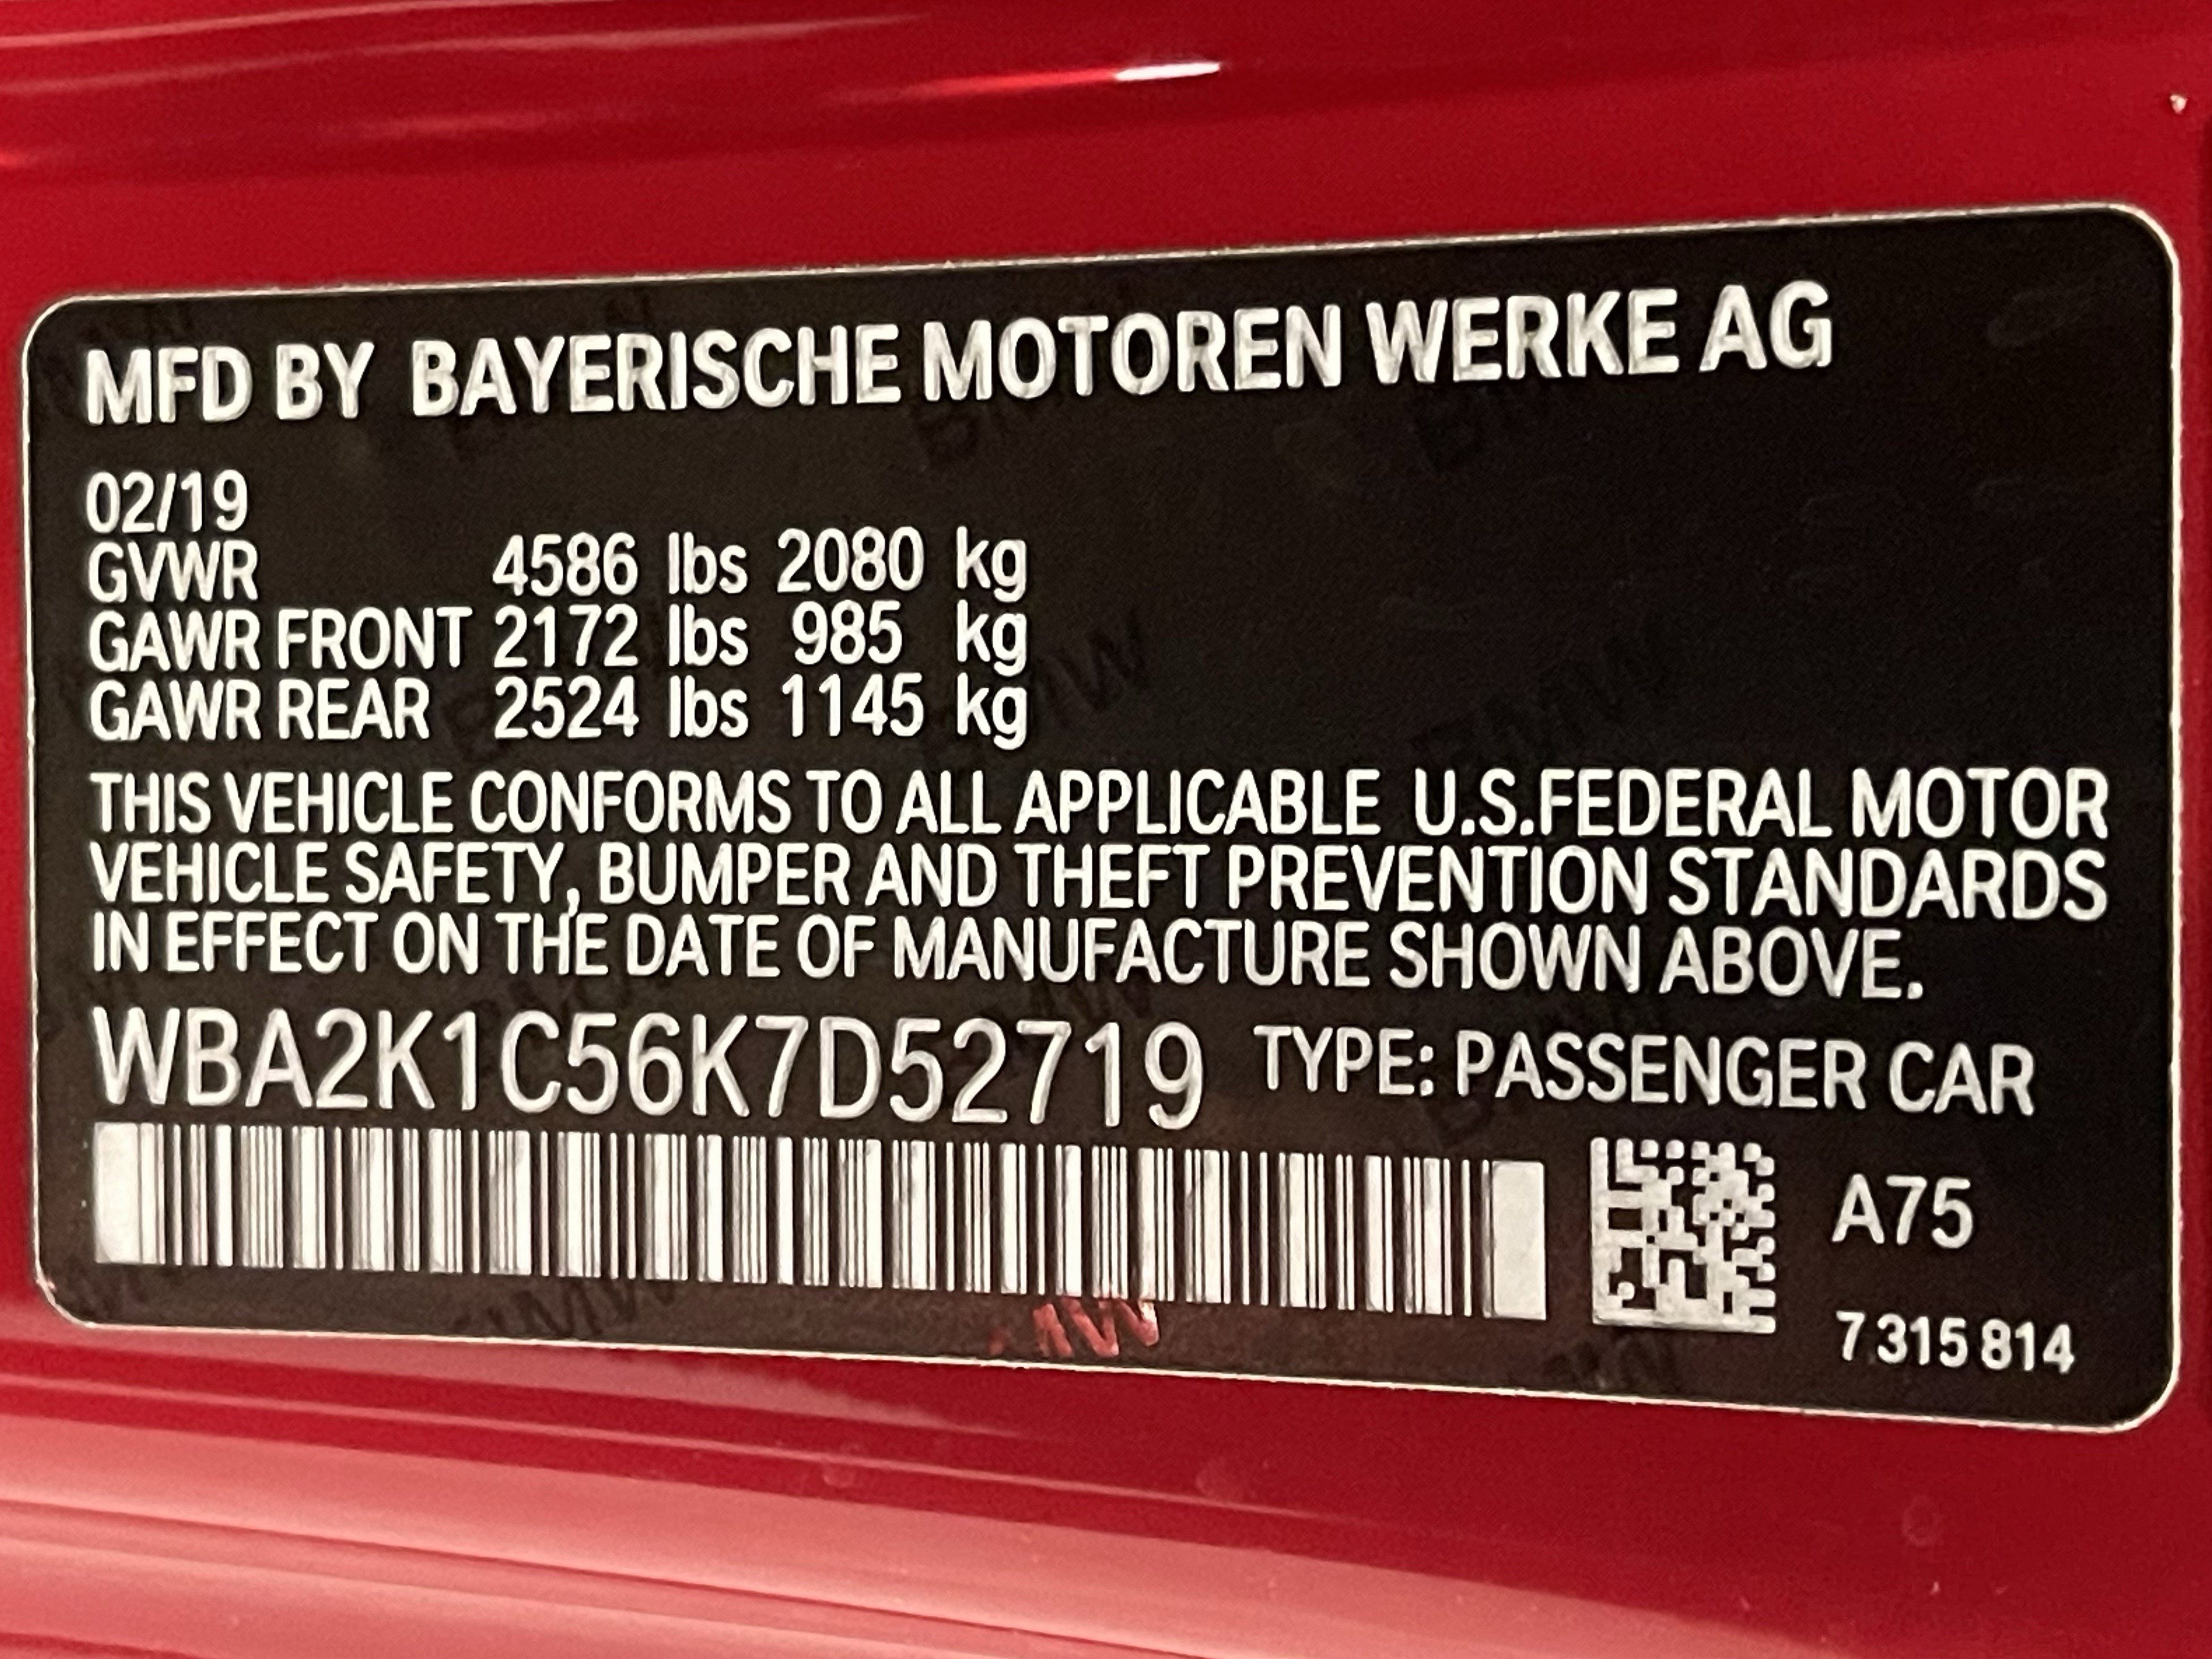 MFD BY BAYERISCHE MOTOREN WERKE AG
02/19
GVWR 4586 lbs 2080 kg
GAWR FRONT 2172 lbs 985 kg
GAWR REAR 2524 lbs 1145 kg
THIS VEHICLE CONFORMS TO ALL APPLICABLE U.S.FEDERAL MOTOR
VEHICLE SAFETY, BUMPER AND THEFT PREVENTION STANDARDS
IN EFFECT ON THE DATE OF MANUFACTURE SHOWN ABOVE.
WBA2K1C56K7D52719 TYPE: PASSENGER CAR
A75
7 315 814